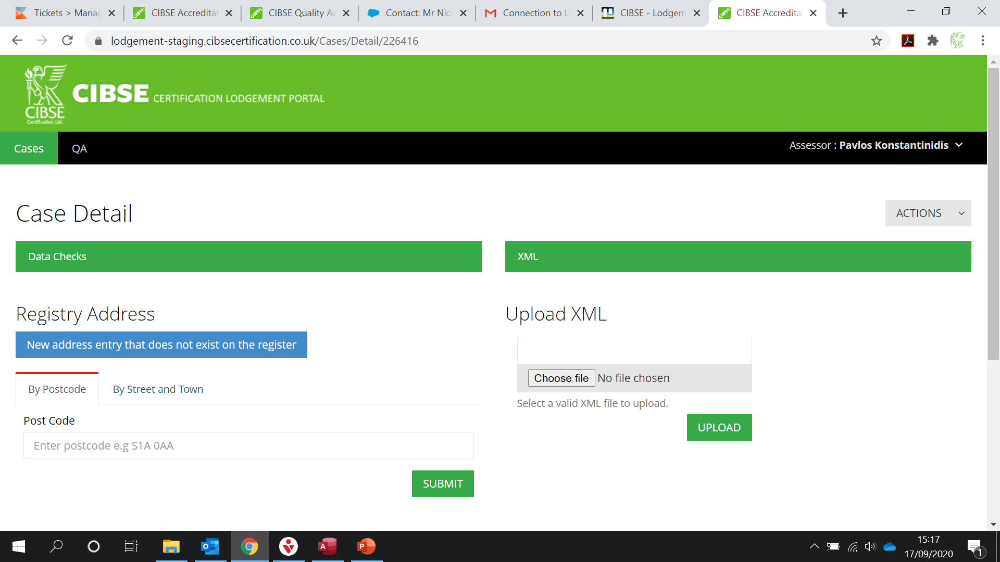 Tickets > Manag
CIBSE Accreditat
CIBSE Quality As
Contact: Mr Nic
Connection to L
CIBSE - Lodgem
CIBSE Accreditat
lodgement-staging.cibsecertification.co.uk/Cases/Detail/226416
CIBSE
Certification Ltd.
CIBSE CERTIFICATION LODGEMENT PORTAL
Cases
QA
Assessor : Pavlos Konstantinidis
Case Detail
ACTIONS
Data Checks
XML
Registry Address
Upload XML
New address entry that does not exist on the register
Choose file No file chosen
By Postcode
By Street and Town
Select a valid XML file to upload.
Post Code
UPLOAD
Enter postcode e.g S1A 0AA
SUBMIT
15:17
17/09/2020
1